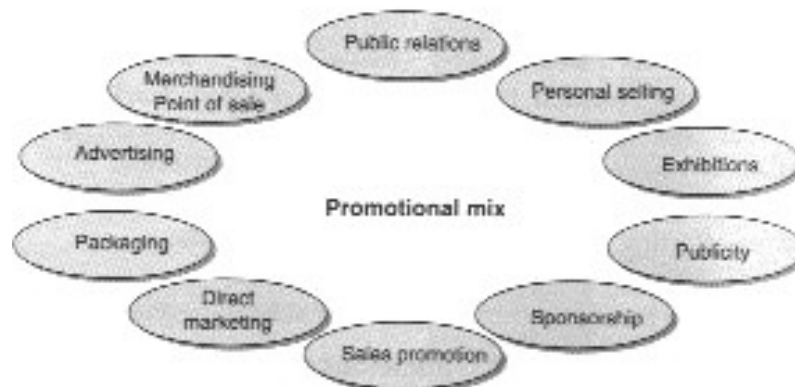 Public relations
Merchandising
Point of sale
Personal selling
Advertising
Exhibitions
Promotional mix
Packaging
Publicity
Direct
marketing
Sponsorship
Sales promotion